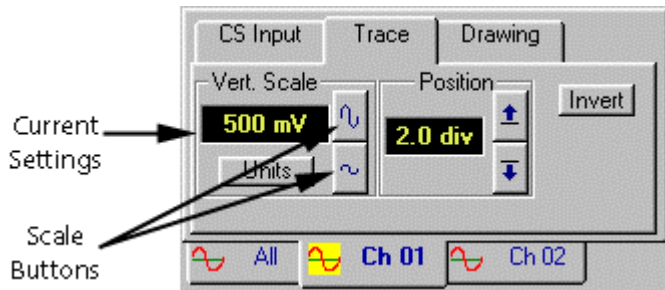 CS Input Trace Drawing
Vert. Scale Position
Invert
500 mV
2.0 div
Current
Settings
Units
Scale
Buttons
All Ch 01 Ch 02